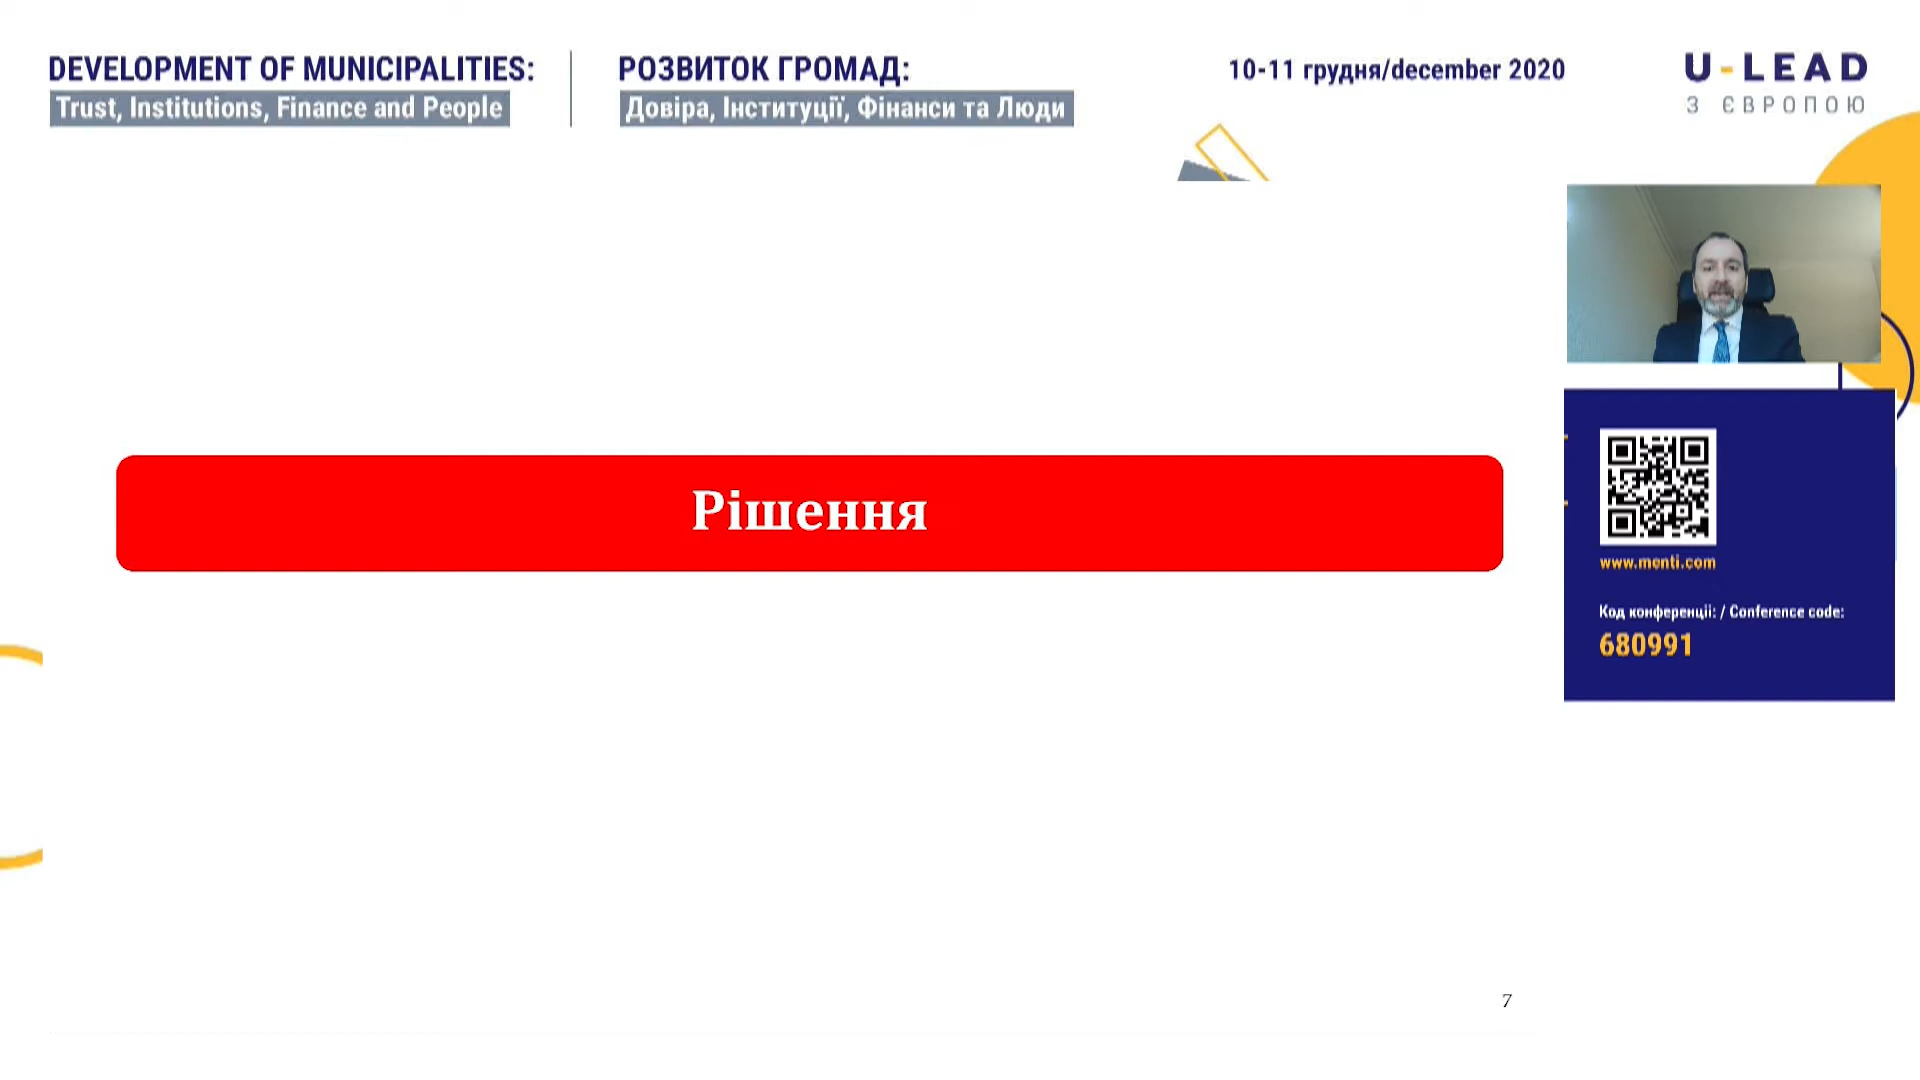 DEVELOPMENT OF MUNICIPALITIES:
Trust, Institutions, Finance and People
РОЗВИТОК ГРОМАД:
Довіра, Інституції, Фінанси та Люди
10-11 грудня/december 2020
U-LEAD
З ЄВРОПОЮ
Рішення
www.menti.com
Код конференції: / Conference code:
680991
7